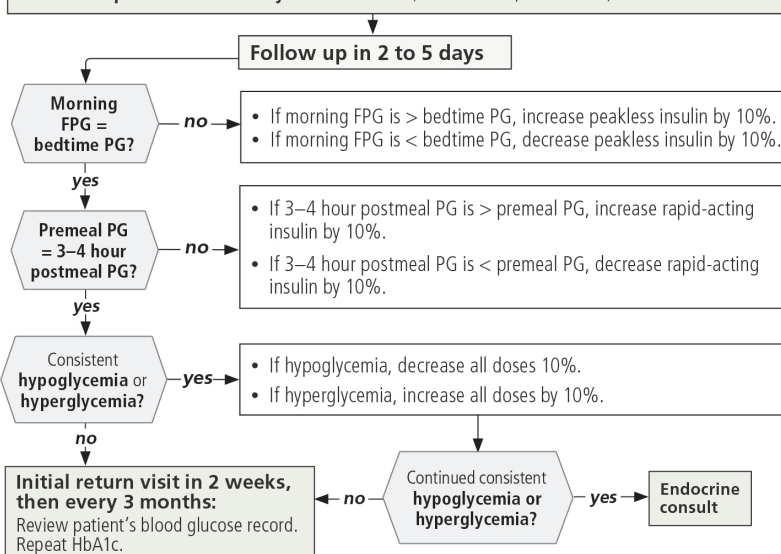 Follow up in 2 to 5 days
Morning
FPG =
bedtime PG?
no
• If morning FPG is > bedtime PG, increase peakless insulin by 10%.
• If morning FPG is < bedtime PG, decrease peakless insulin by 10%.
yes
Premeal PG
= 3–4 hour
postmeal PG?
no
• If 3–4 hour postmeal PG is > premeal PG, increase rapid-acting
insulin by 10%.
• If 3–4 hour postmeal PG is < premeal PG, decrease rapid-acting
insulin by 10%.
yes
Consistent
hypoglycemia or
hyperglycemia?
yes
• If hypoglycemia, decrease all doses 10%.
• If hyperglycemia, increase all doses by 10%.
no
Initial return visit in 2 weeks,
then every 3 months:
Review patient's blood glucose record.
Repeat HbA1c.
no
Continued consistent
hypoglycemia or
hyperglycemia?
yes
Endocrine
consult